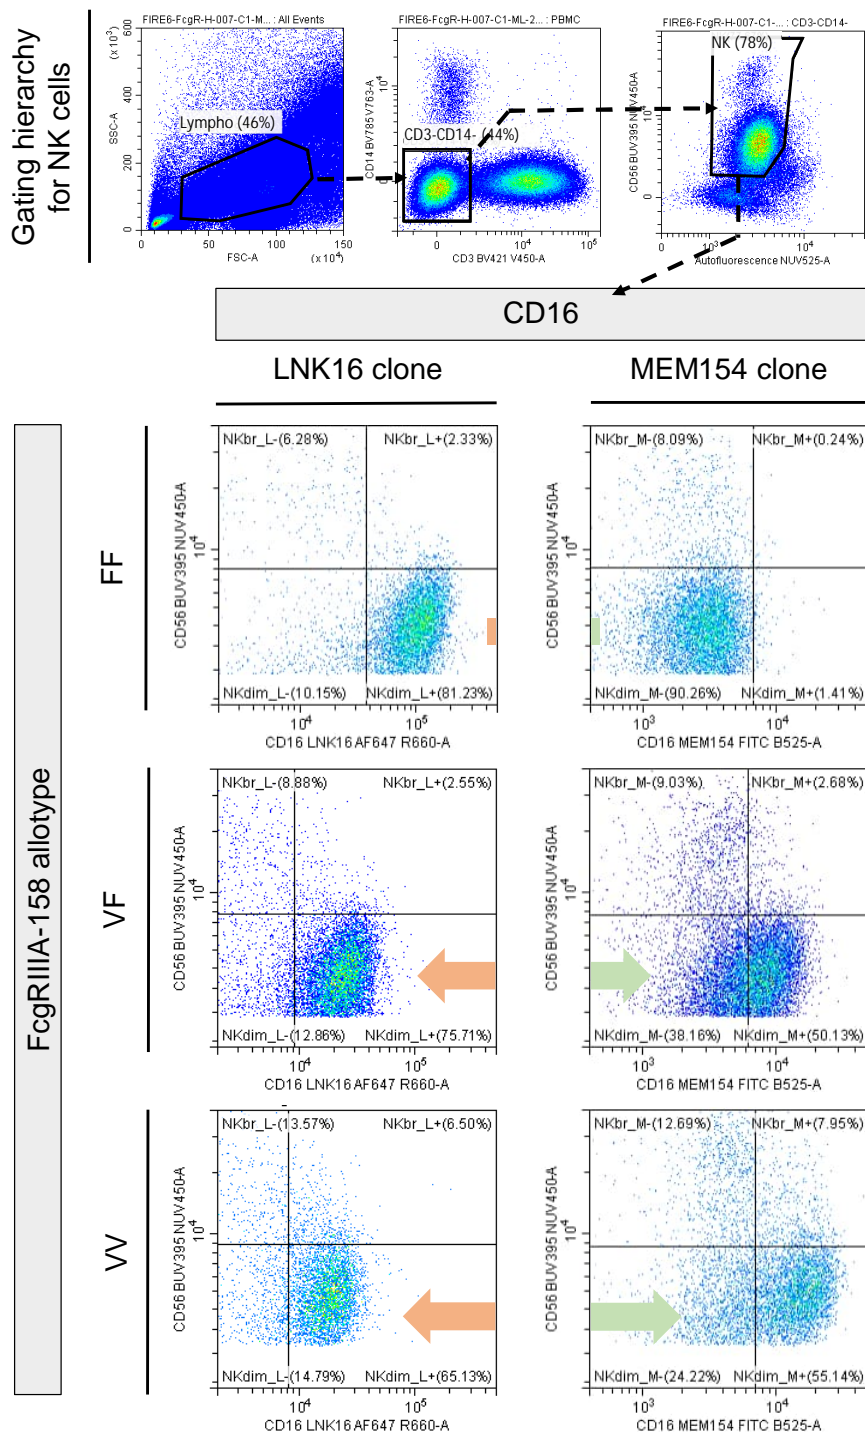 Gating hierarchy
for NK cells
FIRE6-FcgR-H-007-C1-M... : All Events
(x 10³)
SSC-A
600
400
200
0
Lympho (46%)
0
50
100
150
FSC-A
(x 10⁴)
FIRE6-FcgR-H-007-C1-ML-2... : PBMC
CD14 BV785 V763-A
10⁴
0
CD3-CD14- (44%)
0
10⁴
10⁵
CD3 BV421 V450-A
FIRE6-FcgR-H-007-C1-... : CD3-CD14-
CD56 BUV395 NUV450-A
10⁴
0
NK (78%)
0
10³
10⁴
Autofluorescence NUV525-A
CD16
LNK16 clone
MEM154 clone
FcgRIIIA-158 allotype
FF
CD56 BUV395 NUV450-A
10⁴
NKbr_L-(6.28%)
NKbr_L+(2.33%)
NKdim_L-(10.15%)
NKdim_L+(81.23%)
10⁴
10⁵
CD16 LNK16 AF647 R660-A
CD56 BUV395 NUV450-A
10⁴
NKbr_M-(8.09%)
NKbr_M+(0.24%)
NKdim_M-(90.26%)
NKdim_M+(1.41%)
10³
10⁴
CD16 MEM154 FITC B525-A
VF
CD56 BUV395 NUV450-A
10⁴
NKbr_L-(8.88%)
NKbr_L+(2.55%)
NKdim_L-(12.86%)
NKdim_L+(75.71%)
10⁴
10⁵
CD16 LNK16 AF647 R660-A
CD56 BUV395 NUV450-A
10⁴
NKbr_M-(9.03%)
NKbr_M+(2.68%)
NKdim_M-(38.16%)
NKdim_M+(50.13%)
10³
10⁴
CD16 MEM154 FITC B525-A
VV
CD56 BUV395 NUV450-A
10⁴
NKbr_L-(13.57%)
NKbr_L+(6.50%)
NKdim_L-(14.79%)
NKdim_L+(65.13%)
10⁴
10⁵
CD16 LNK16 AF647 R660-A
CD56 BUV395 NUV450-A
10⁴
NKbr_M-(12.69%)
NKbr_M+(7.95%)
NKdim_M-(24.22%)
NKdim_M+(55.14%)
10³
10⁴
CD16 MEM154 FITC B525-A